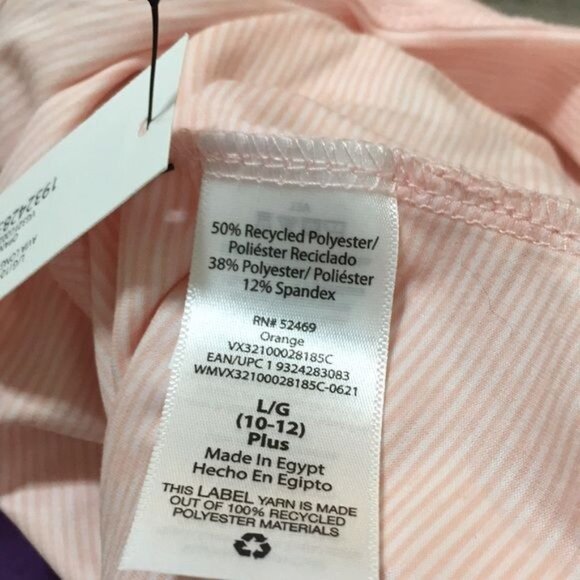 50% Recycled Polyester/
Poliéster Reciclado
38% Polyester/ Poliéster
12% Spandex
RN# 52469
Orange
VX32100028185C
EAN/UPC 1 9324283083
WMVX32100028185C-0621
L/G
(10-12)
Plus
Made In Egypt
Hecho En Egipto
THIS LABEL YARN IS MADE
OUT OF 100% RECYCLED
POLYESTER MATERIALS